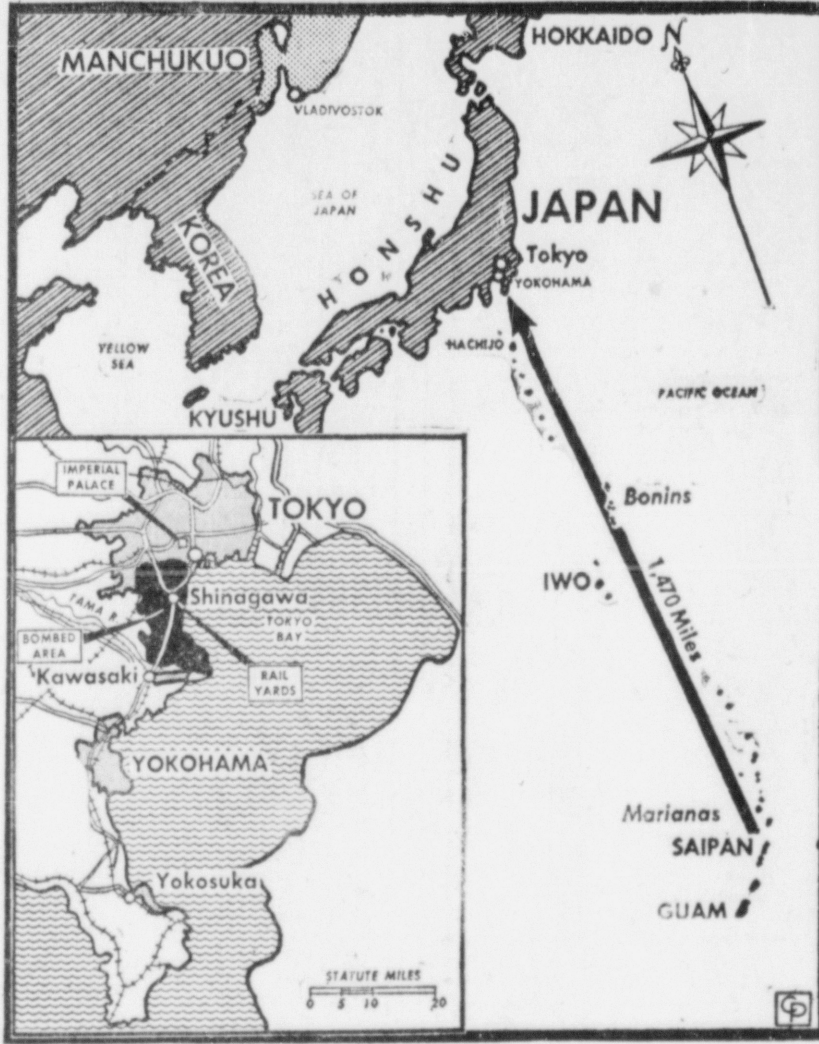 HOKKAIDO
N
MANCHUKUO
VLADIVOSTOK
SEA OF
JAPAN
HONSHU
JAPAN
KOREA
Tokyo
YOKOHAMA
HACHIJO
YELLOW
SEA
PACIFIC OCEAN
KYUSHU
IMPERIAL
PALACE
TOKYO
Bonins
IWO
1,470 Miles
Shinagawa
TAMA R.
TOKYO
BAY
BOMBED
AREA
Kawasaki
RAIL
YARDS
YOKOHAMA
Marianas
SAIPAN
Yokosuka
GUAM
STATUTE MILES
0 5 10 20
CP